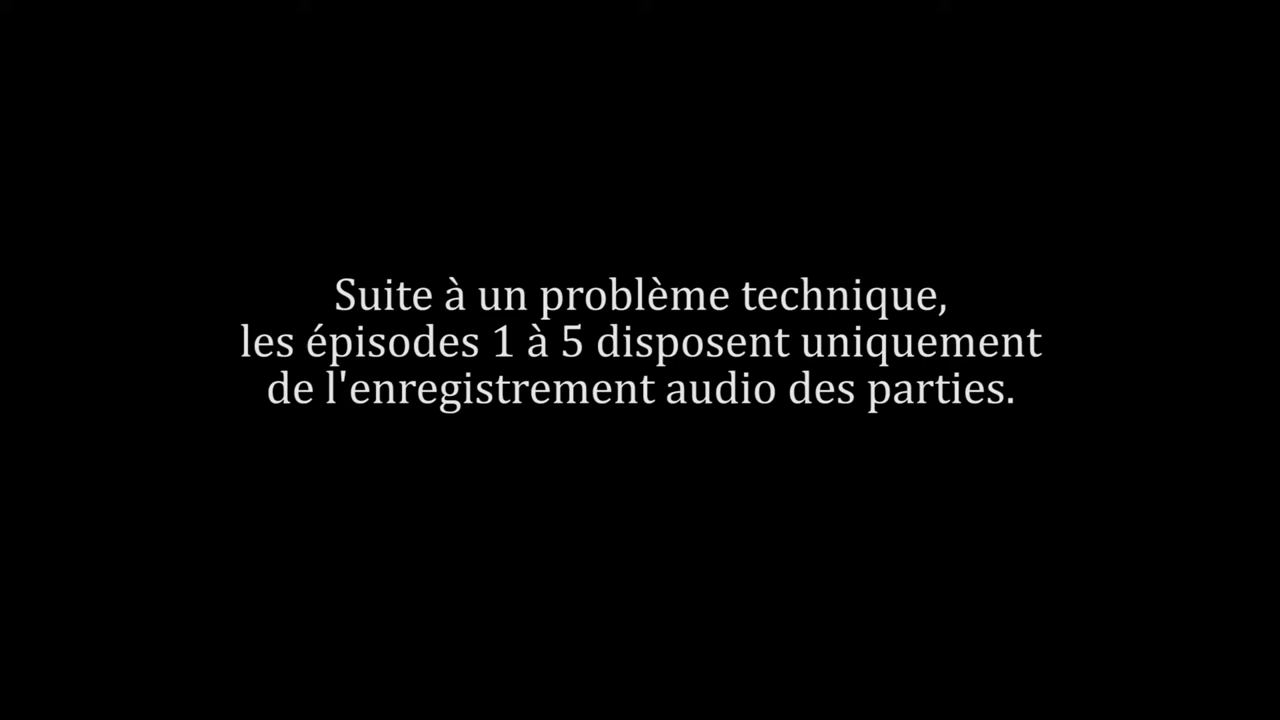 Suite à un problème technique,
les épisodes 1 à 5 disposent uniquement
de l'enregistrement audio des parties.